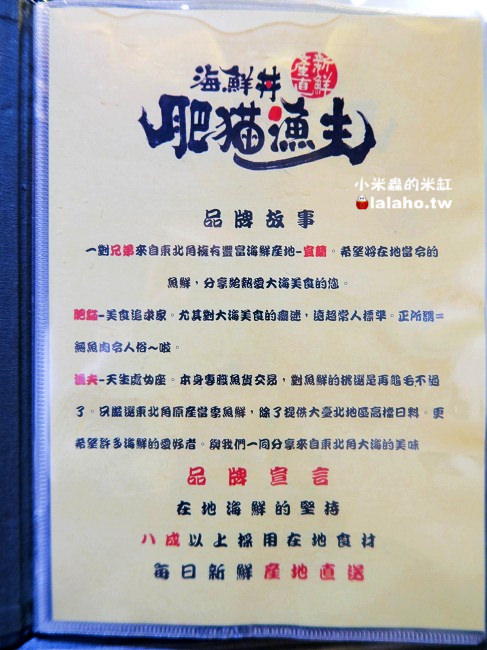 海鮮丼
新鮮
產直
肥猫漁夫
小米蟲的米缸
lalaho.tw
品牌故事
一對兄弟來自東北角擁有豐富海鮮產地-宜蘭。希望將在地當令的
魚鮮，分享給熱愛大海美食的您。
肥貓-美食追求家。尤其對大海美食的癡迷，遠超常人標準。正所謂=
無魚肉令人俗~啦。
漁夫-天生處女座。本身專職魚貨交易，對魚鮮的挑選是再龜毛不過
了。只嚴選東北角原產當季魚鮮，除了提供大臺北地區高檔日料。更
希望許多海鮮的愛好者。與我們一同分享來自東北角大海的美味
品牌宣言
在地海鮮的堅持
八成以上採用在地食材
每日新鮮產地直送